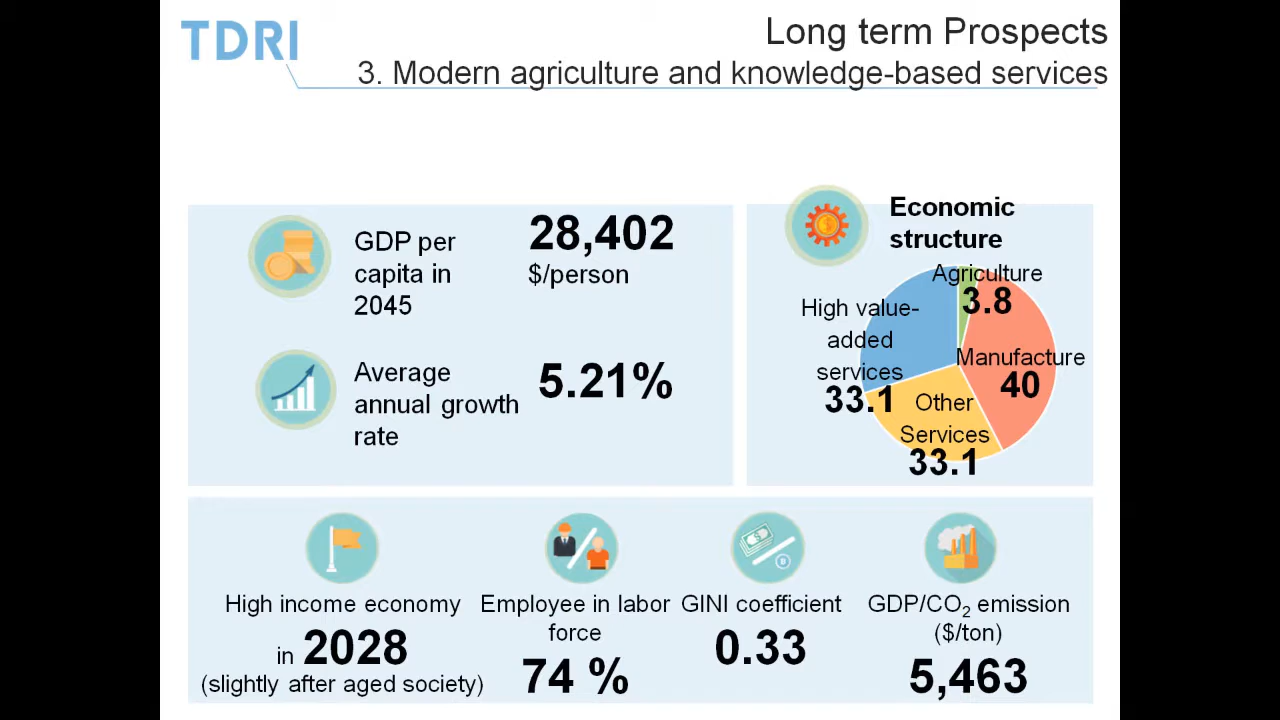 TDRI
Long term Prospects
3. Modern agriculture and knowledge-based services
GDP per
capita in
2045
28,402
$/person
Average
annual growth
rate
5.21%
Economic
structure
Agriculture
3.8
High value-
added
services
33.1
Manufacture
40
Other
Services
33.1
High income economy
in 2028
(slightly after aged society)
Employee in labor
force
74 %
GINI coefficient
0.33
GDP/CO₂ emission
($/ton)
5,463